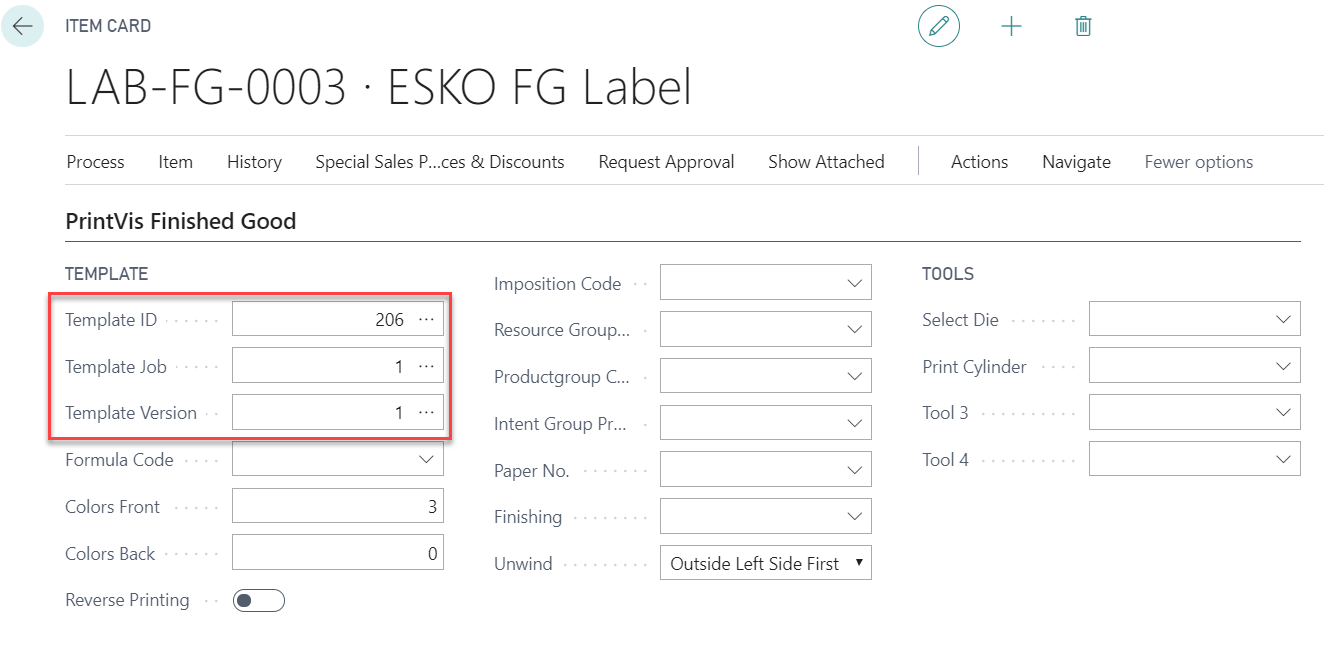 ITEM CARD
LAB-FG-0003 · ESKO FG Label
Process Item History Special Sales P...ces & Discounts Request Approval Show Attached Actions Navigate Fewer options
PrintVis Finished Good
TEMPLATE
Template ID 206 ...
Template Job 1 ...
Template Version 1 ...
Formula Code
Colors Front 3
Colors Back 0
Reverse Printing
Imposition Code
Resource Group...
Productgroup C...
Intent Group Pr...
Paper No.
Finishing
Unwind Outside Left Side First
TOOLS
Select Die
Print Cylinder
Tool 3
Tool 4